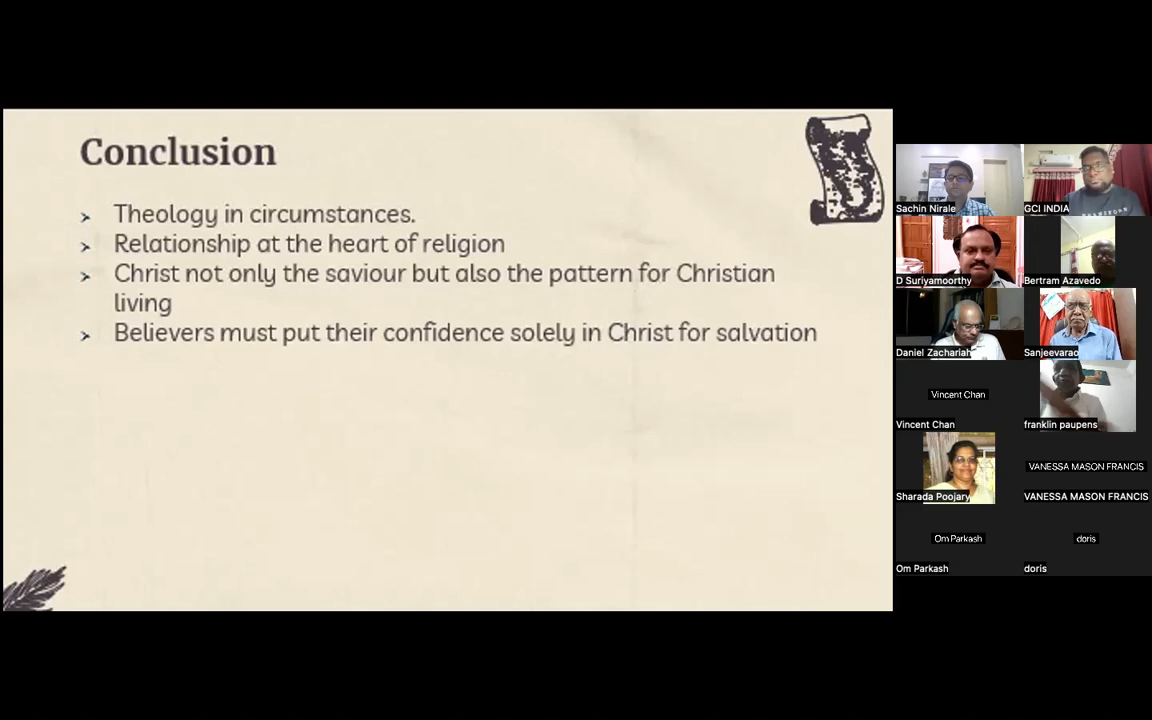 Conclusion
➤ Theology in circumstances.
➤ Relationship at the heart of religion
➤ Christ not only the saviour but also the pattern for Christian
living
➤ Believers must put their confidence solely in Christ for salvation
Sachin Nirale
GCI INDIA
D Suriyamoorthy
Bertram Azavedo
Daniel Zachariah
Sanjeevarao
Vincent Chan
Vincent Chan
franklin paupens
Sharada Poojary
VANESSA MASON FRANCIS
VANESSA MASON FRANCIS
Om Parkash
doris
Om Parkash
doris